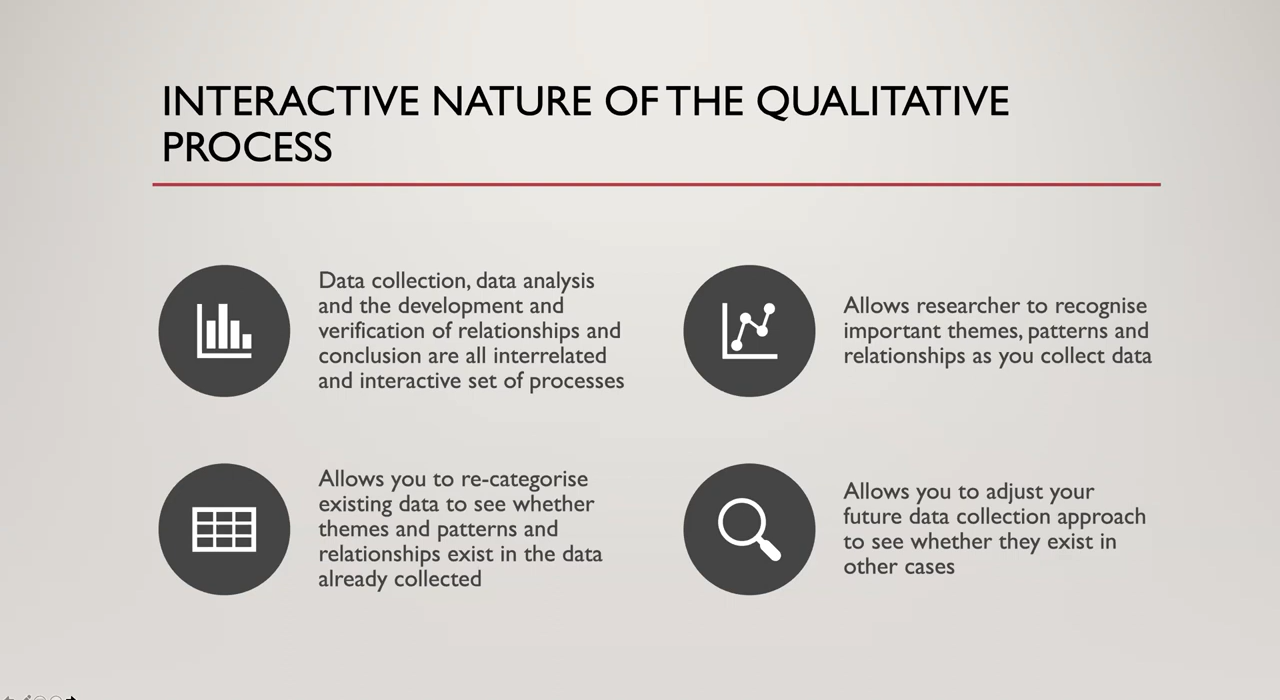 INTERACTIVE NATURE OF THE QUALITATIVE
PROCESS
Data collection, data analysis
and the development and
verification of relationships and
conclusion are all interrelated
and interactive set of processes
Allows researcher to recognise
important themes, patterns and
relationships as you collect data
Allows you to re-categorise
existing data to see whether
themes and patterns and
relationships exist in the data
already collected
Allows you to adjust your
future data collection approach
to see whether they exist in
other cases